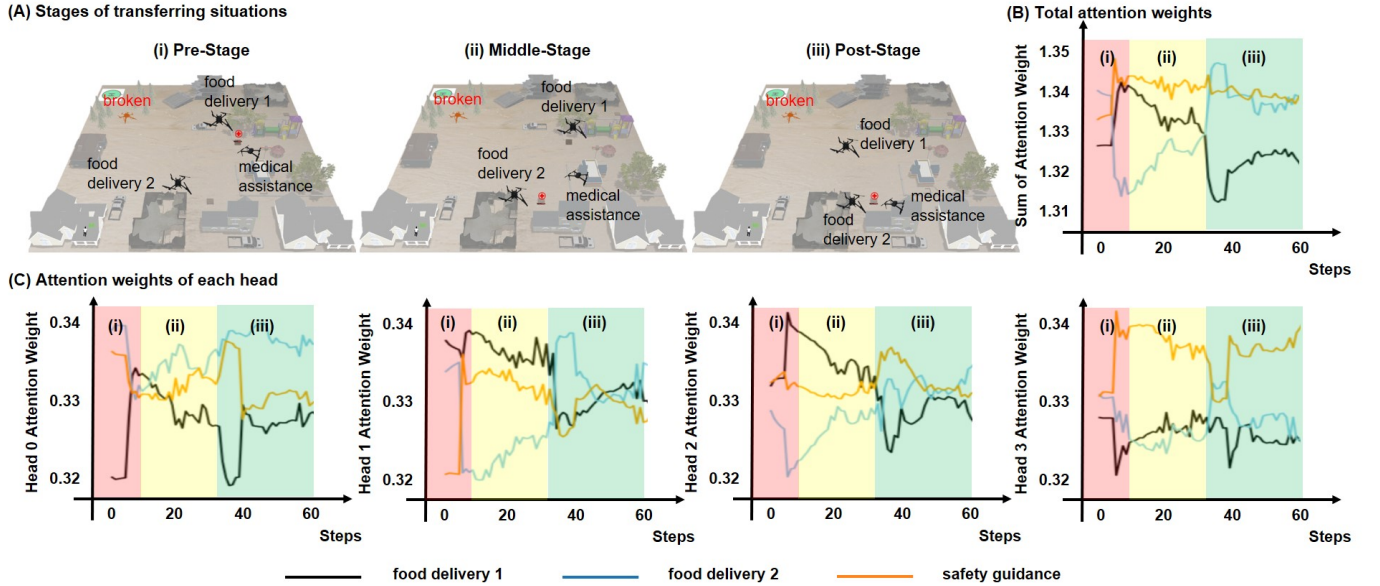 (A) Stages of transferring situations
(i) Pre-Stage
(ii) Middle-Stage
(iii) Post-Stage
broken
food
delivery 1
food
delivery 2
medical
assistance
broken
food
delivery 1
food
delivery 2
medical
assistance
broken
food
delivery 1
food
delivery 2
medical
assistance
(B) Total attention weights
Sum of Attention Weight
1.35
1.34
1.33
1.32
1.31
(i)
(ii)
(iii)
0 20 40 60
Steps
(C) Attention weights of each head
Head 0 Attention Weight
0.34
0.33
0.32
(i)
(ii)
(iii)
0 20 40 60
Steps
Head 1 Attention Weight
0.34
0.33
0.32
(i)
(ii)
(iii)
0 20 40 60
Steps
Head 2 Attention Weight
0.34
0.33
0.32
(i)
(ii)
(iii)
0 20 40 60
Steps
Head 3 Attention Weight
0.34
0.33
0.32
(i)
(ii)
(iii)
0 20 40 60
Steps
food delivery 1
food delivery 2
safety guidance